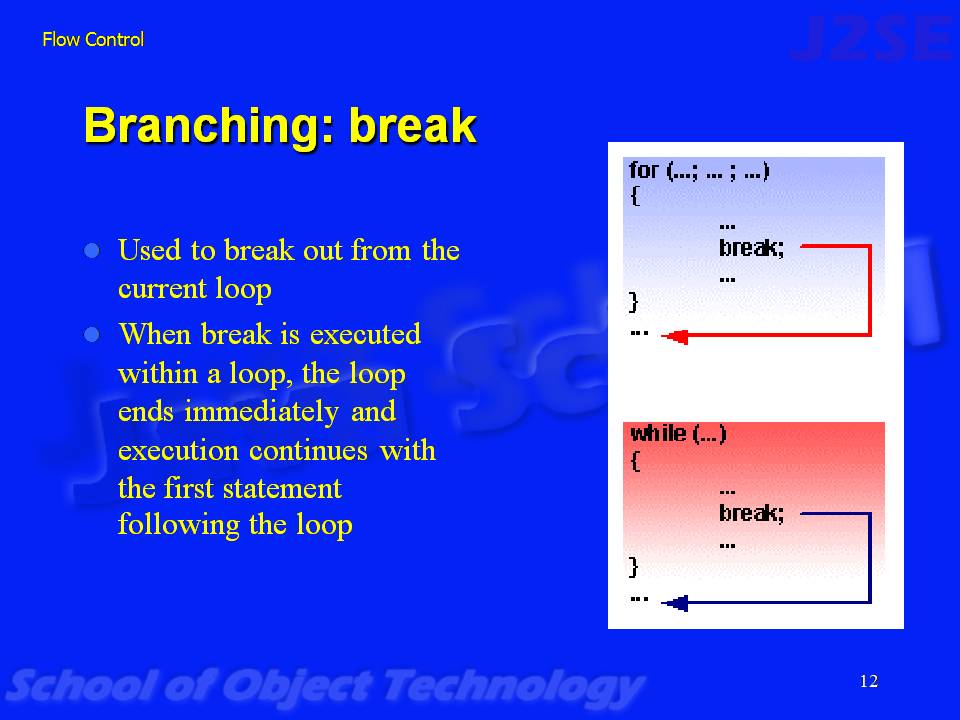 Flow Control
J2SE
Branching: break
Used to break out from the
current loop
When break is executed
within a loop, the loop
ends immediately and
execution continues with
the first statement
following the loop
for (...; ... ; ...)
{
...
break;
...
}
...
while (...)
{
...
break;
...
}
...
School of Object Technology
12